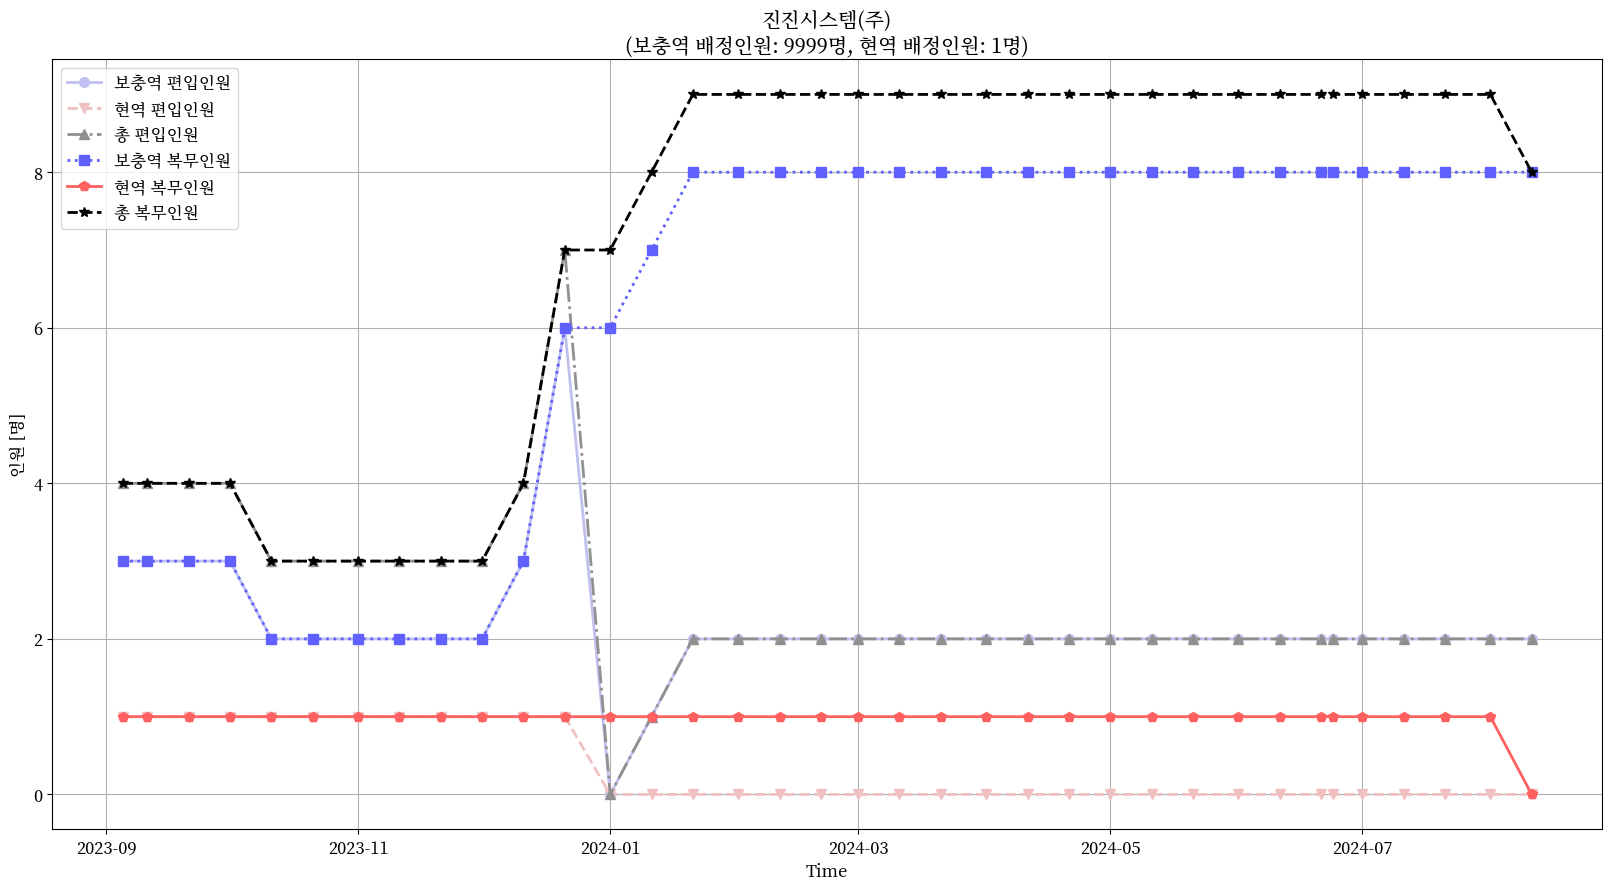 진진시스템(주)
(보충역 배정인원: 9999명, 현역 배정인원: 1명)
보충역 편입인원
현역 편입인원
총 편입인원
보충역 복무인원
현역 복무인원
총 복무인원
인원 [명]
8
6
4
2
0
2023-09
2023-11
2024-01
2024-03
2024-05
2024-07
Time